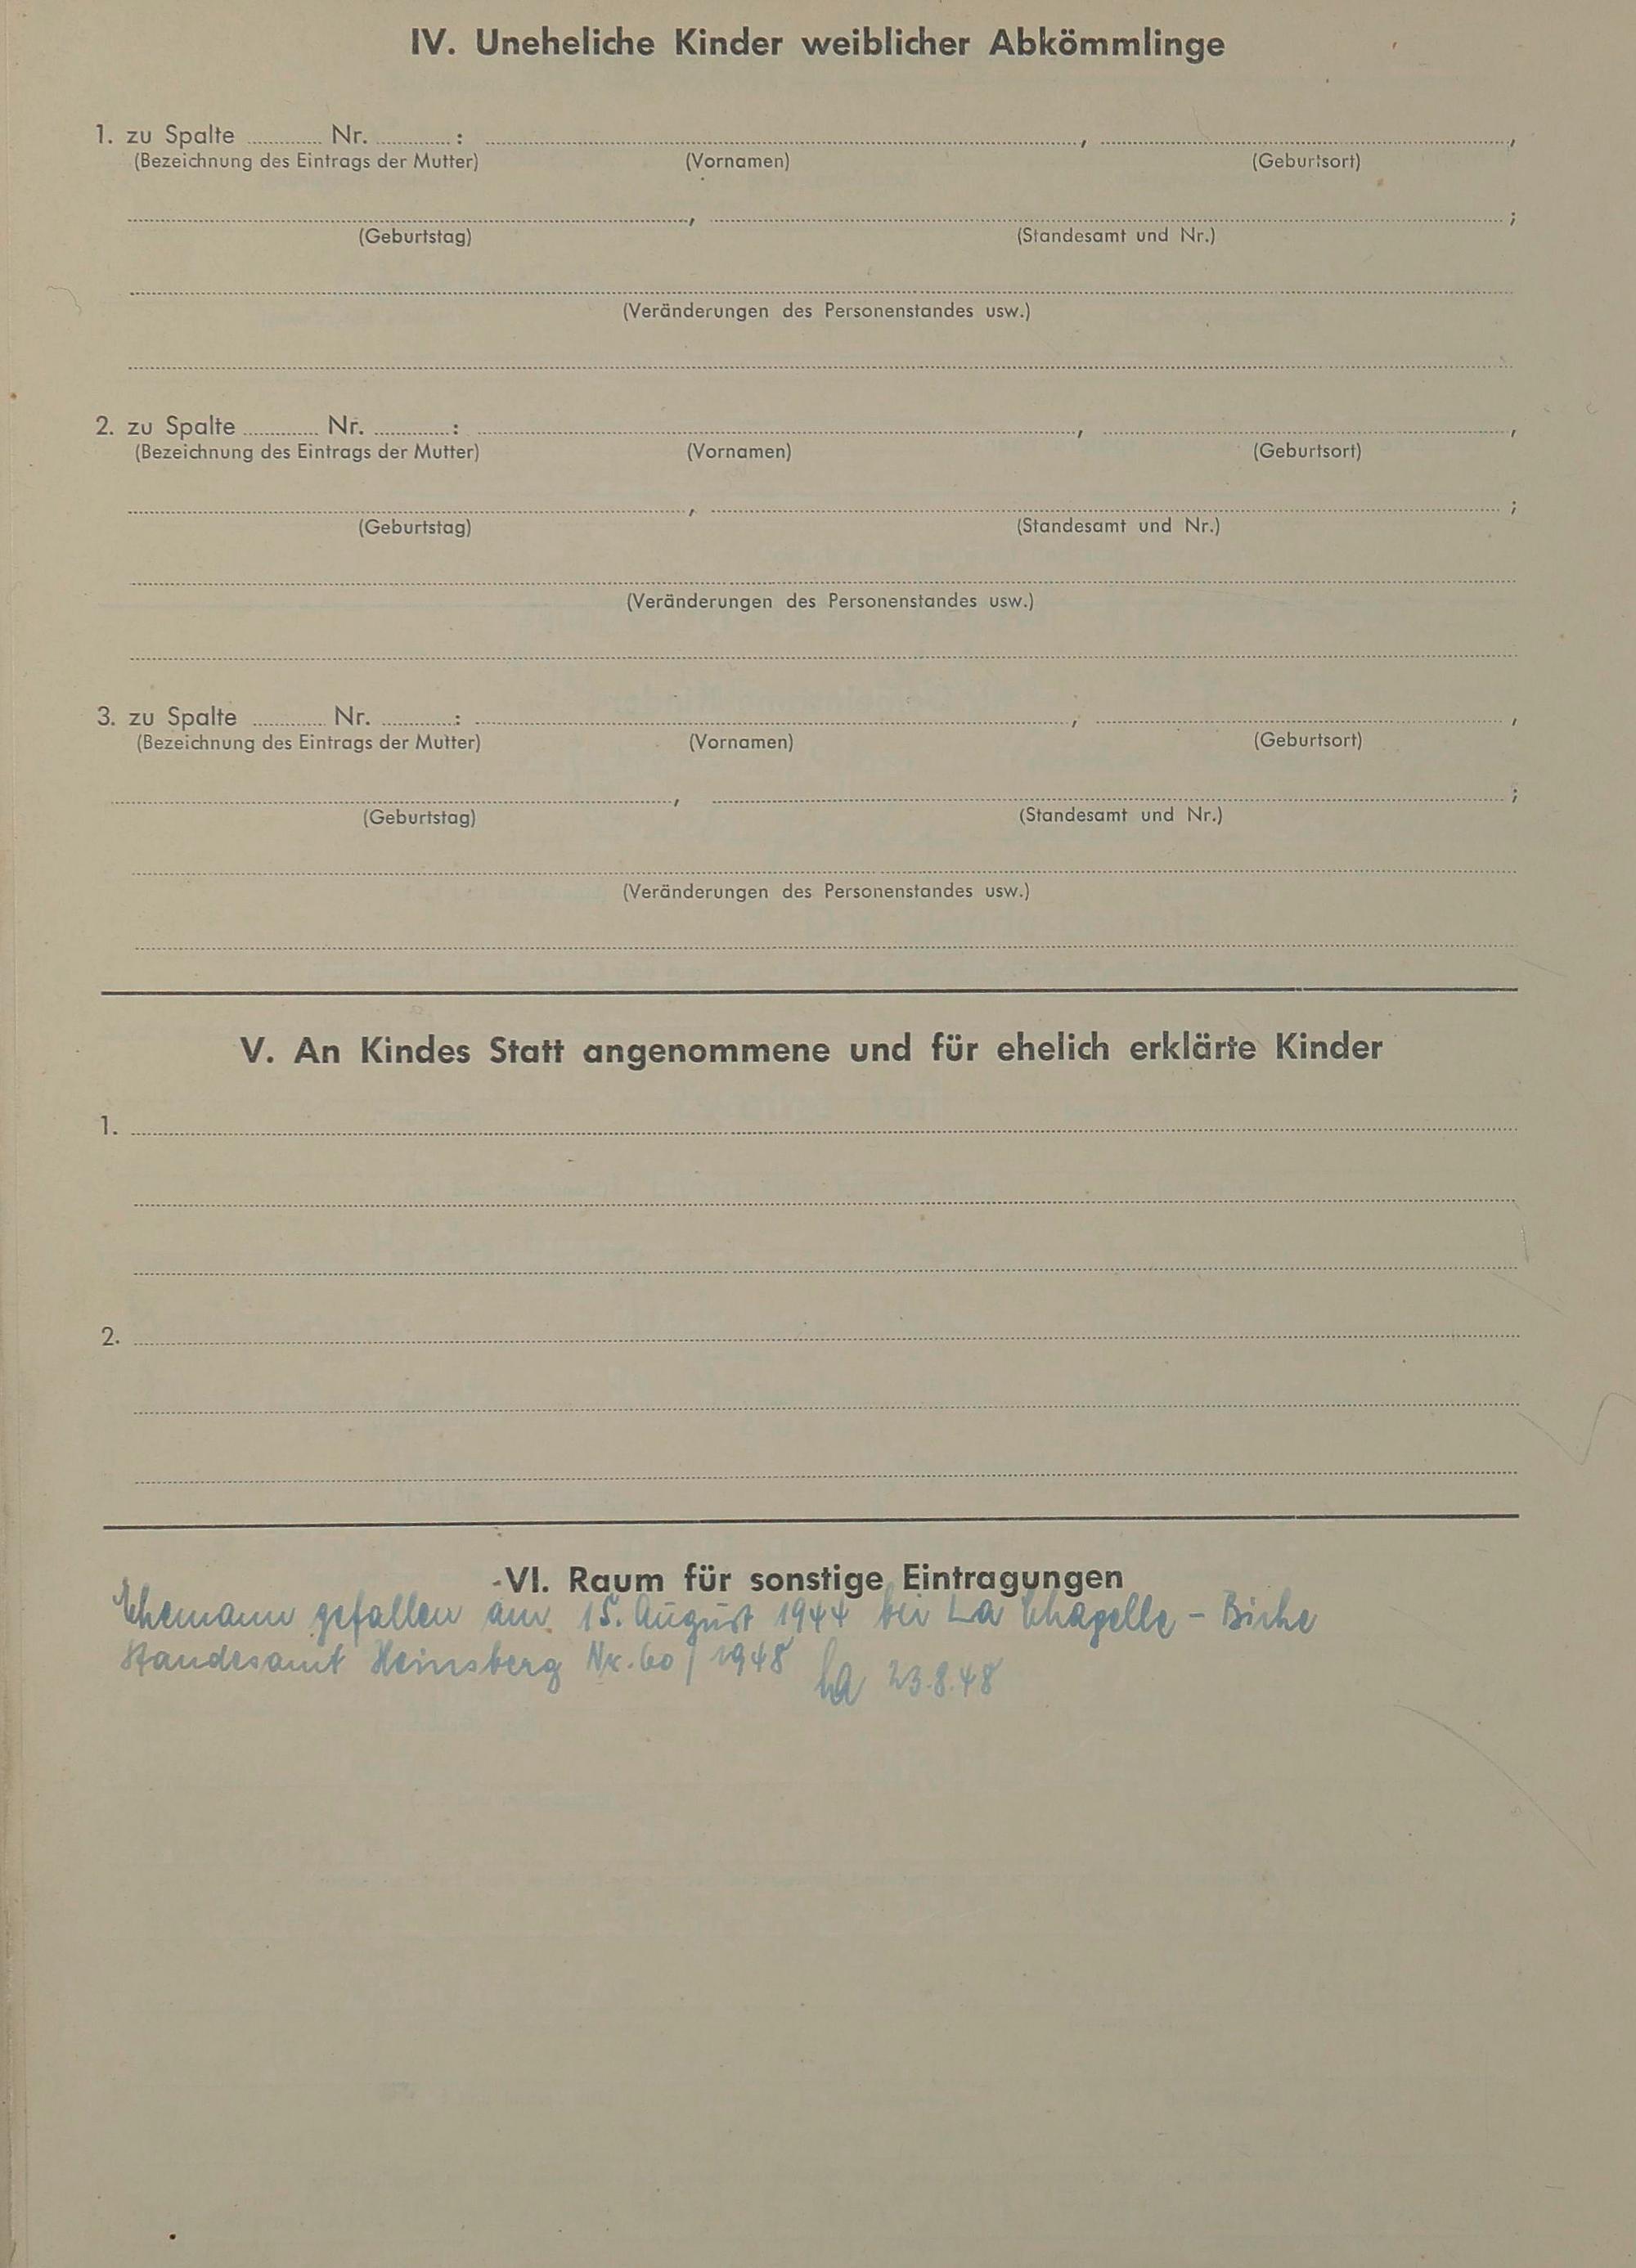 IV. Uneheliche Kinder weiblicher Abkömmlinge
1. zu Spalte ............ Nr. ............ : ............ , ............ ,
(Bezeichnung des Eintrags der Mutter) (Vornamen) (Geburtsort)
............ , ............ ;
(Geburtstag) (Standesamt und Nr.)
(Veränderungen des Personenstandes usw.)
2. zu Spalte ............ Nr. ............ : ............ , ............ ,
(Bezeichnung des Eintrags der Mutter) (Vornamen) (Geburtsort)
............ , ............ ;
(Geburtstag) (Standesamt und Nr.)
(Veränderungen des Personenstandes usw.)
3. zu Spalte ............ Nr. ............ : ............ , ............ ,
(Bezeichnung des Eintrags der Mutter) (Vornamen) (Geburtsort)
............ , ............ ;
(Geburtstag) (Standesamt und Nr.)
(Veränderungen des Personenstandes usw.)
V. An Kindes Statt angenommene und für ehelich erklärte Kinder
1.
2.
VI. Raum für sonstige Eintragungen
Ehemann gefallen am 15. August 1944 bei La Chapelle - Biche
Standesamt Heinsberg Nr. 60 / 1948 23.8.48